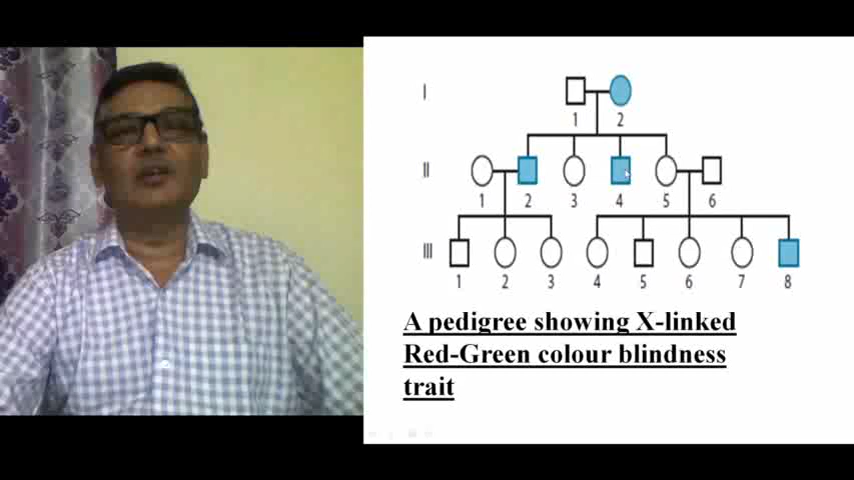 I
1 2
II
1 2 3 4 5 6
III
1 2 3 4 5 6 7 8
A pedigree showing X-linked
Red-Green colour blindness
trait